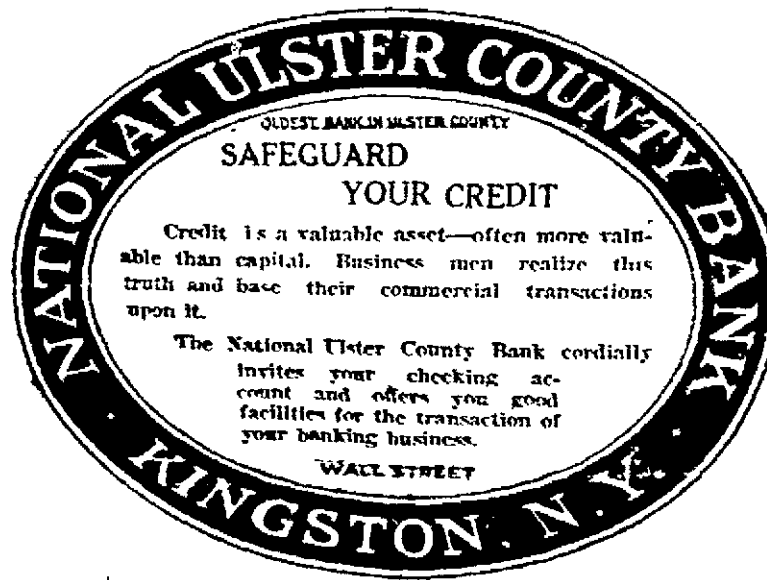 NATIONAL ULSTER COUNTY BANK
OLDEST BANK IN ULSTER COUNTY
SAFEGUARD
YOUR CREDIT
Credit is a valuable asset—often more valu-
able than capital. Business men realize this
truth and base their commercial transactions
upon it.
The National Ulster County Bank cordially
invites your checking ac-
count and offers you good
facilities for the transaction of
your banking business.
WALL STREET
· KINGSTON . N. Y. ·